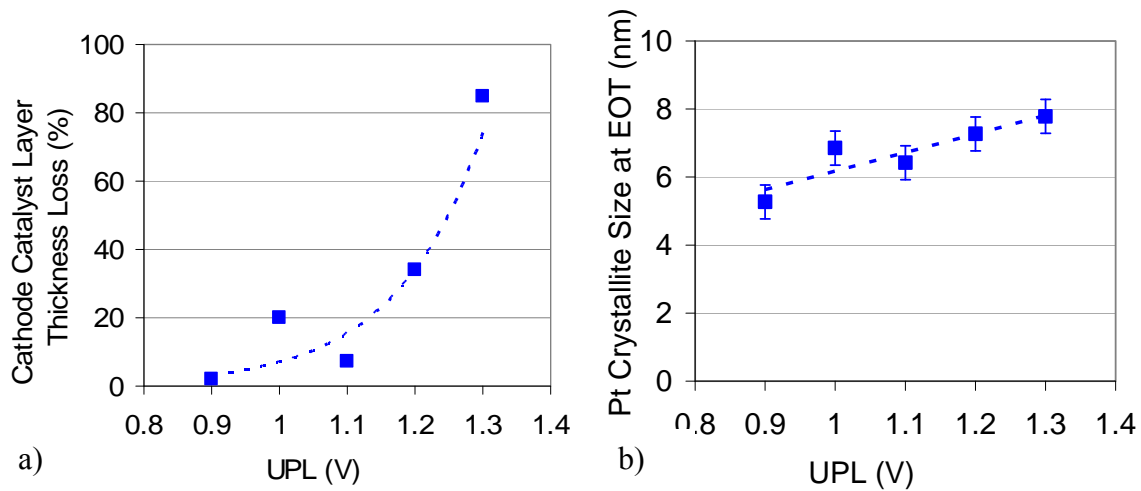 Cathode Catalyst Layer
Thickness Loss (%)
100
80
60
40
20
0
0.8 0.9 1 1.1 1.2 1.3 1.4
UPL (V)
a)
Pt Crystallite Size at EOT (nm)
10
8
6
4
2
0
0.8 0.9 1 1.1 1.2 1.3 1.4
UPL (V)
b)